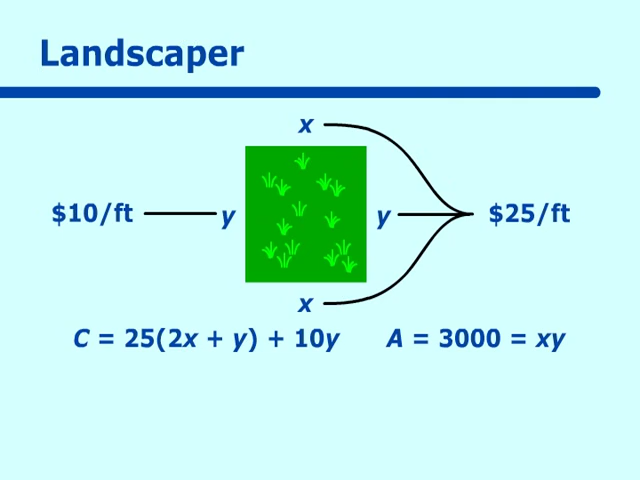 Landscaper
x
$10/ft
y
y
$25/ft
x
C = 25(2x + y) + 10y
A = 3000 = xy